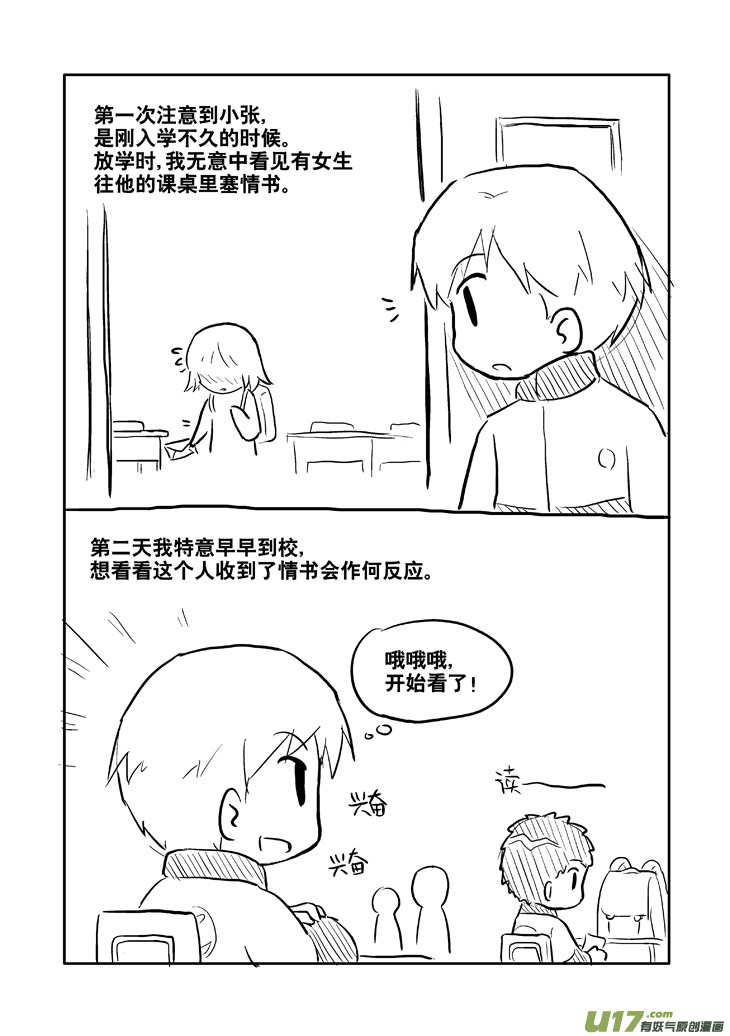 第一次注意到小张,
是刚入学不久的时候。
放学时,我无意中看见有女生
往他的课桌里塞情书。
第二天我特意早早到校,
想看看这个人收到了情书会作何反应。
哦哦哦,
开始看了!
兴奋
兴奋
读——
U17.com
有妖气原创漫画